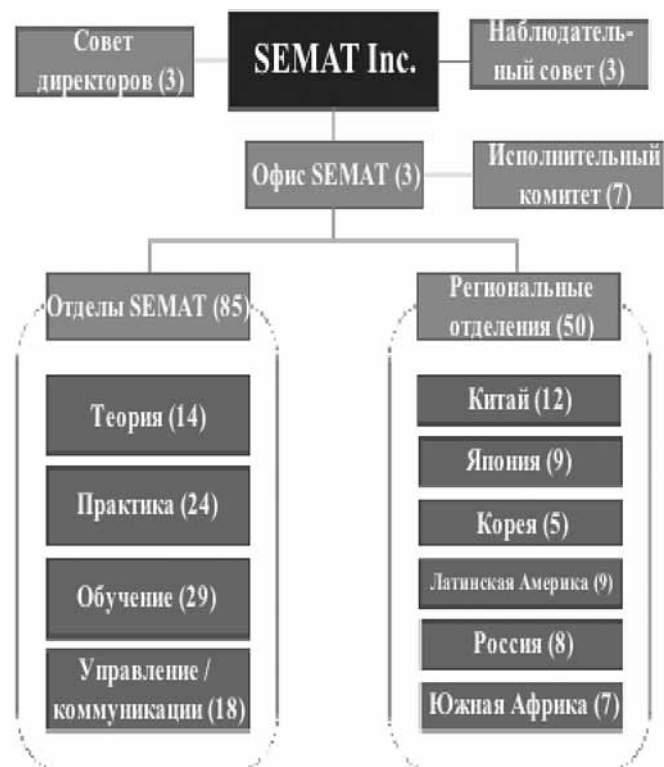 Совет
директоров (3)
SEMAT Inc.
Наблюдатель-
ный совет (3)
Офис SEMAT (3)
Исполнительный
комитет (7)
Отделы SEMAT (85)
Теория (14)
Практика (24)
Обучение (29)
Управление /
коммуникации (18)
Региональные
отделения (50)
Китай (12)
Япония (9)
Корея (5)
Латинская Америка (9)
Россия (8)
Южная Африка (7)